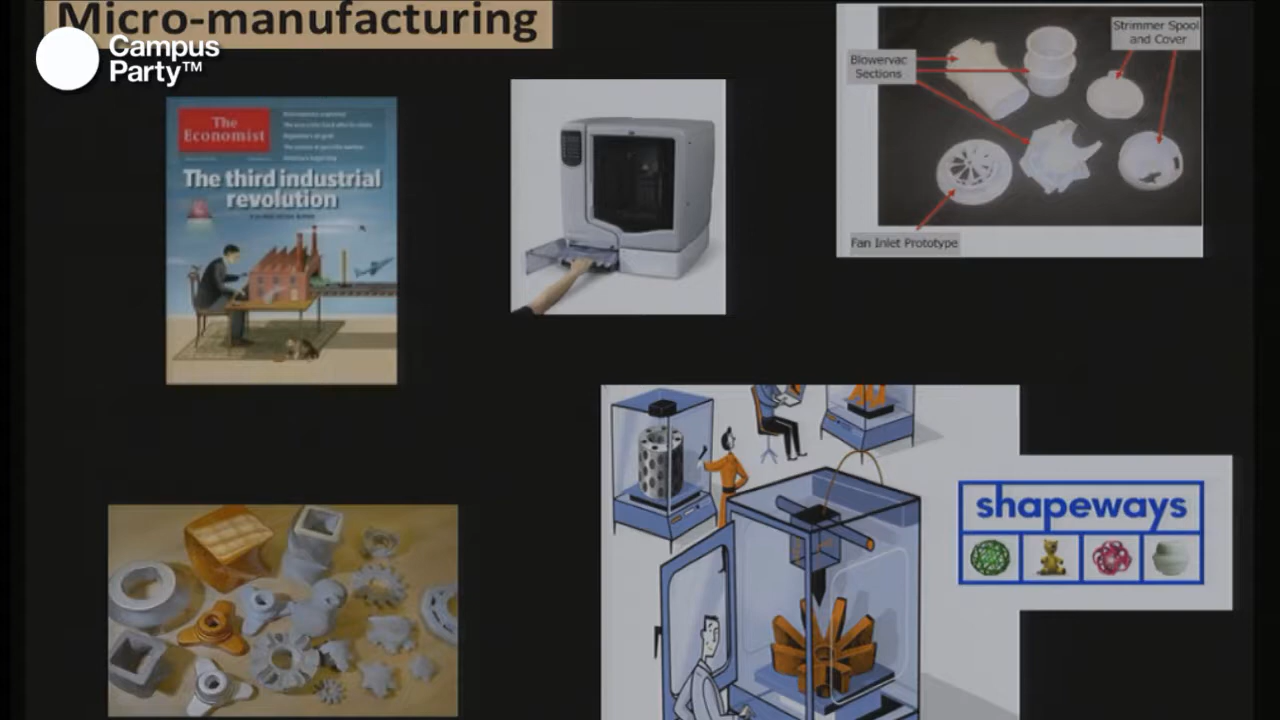 Micro-manufacturing
Campus
Party™
The
Economist
The third industrial
revolution
Blowervac
Sections
Strimmer Spool
and Cover
Fan Inlet Prototype
shapeways